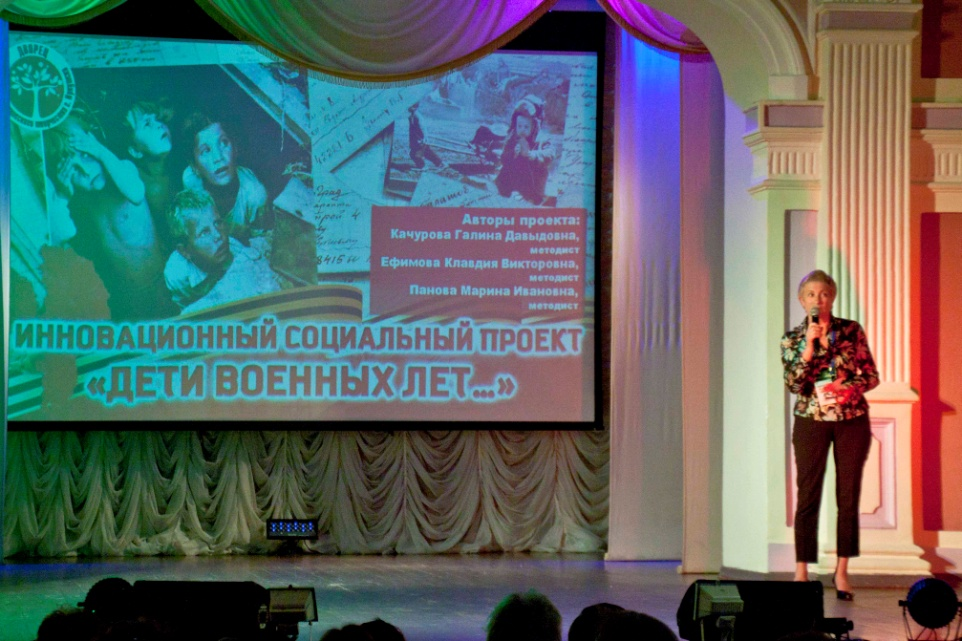 ДВОРЕЦ
Авторы проекта:
Качурова Галина Давыдовна,
методист
Ефимова Клавдия Викторовна,
методист
Панова Марина Ивановна,
методист
ИННОВАЦИОННЫЙ СОЦИАЛЬНЫЙ ПРОЕКТ
«ДЕТИ ВОЕННЫХ ЛЕТ...»